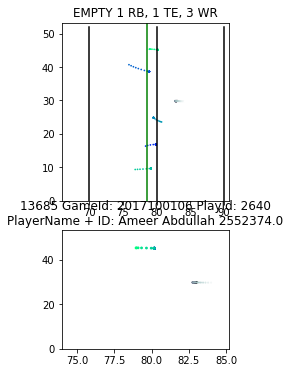 EMPTY 1 RB, 1 TE, 3 WR
50
40
30
20
10
0
70 75 80 85 90
13685 GameId: 2017100106 PlayId: 2640
PlayerName + ID: Ameer Abdullah 2552374.0
40
20
0
75.0 77.5 80.0 82.5 85.0